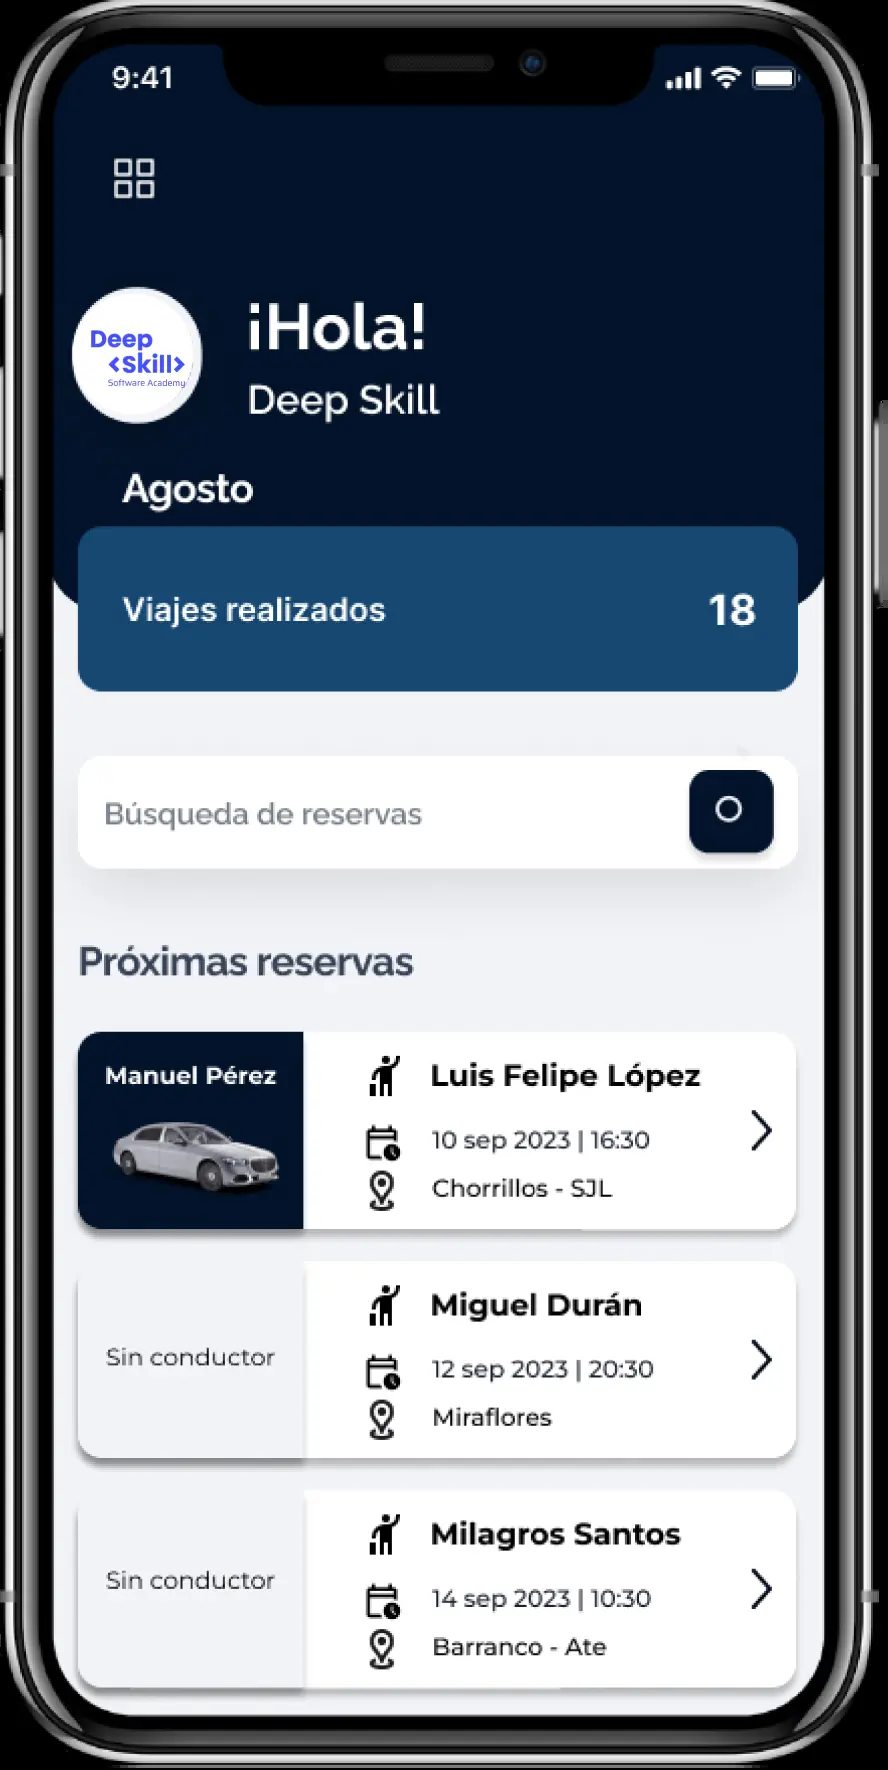 9:41
Deep
<Skill>
Software Academy
¡Hola!
Deep Skill
Agosto
Viajes realizados 18
Búsqueda de reservas
Próximas reservas
Manuel Pérez
Luis Felipe López
10 sep 2023 | 16:30
Chorrillos - SJL
Sin conductor
Miguel Durán
12 sep 2023 | 20:30
Miraflores
Sin conductor
Milagros Santos
14 sep 2023 | 10:30
Barranco - Ate